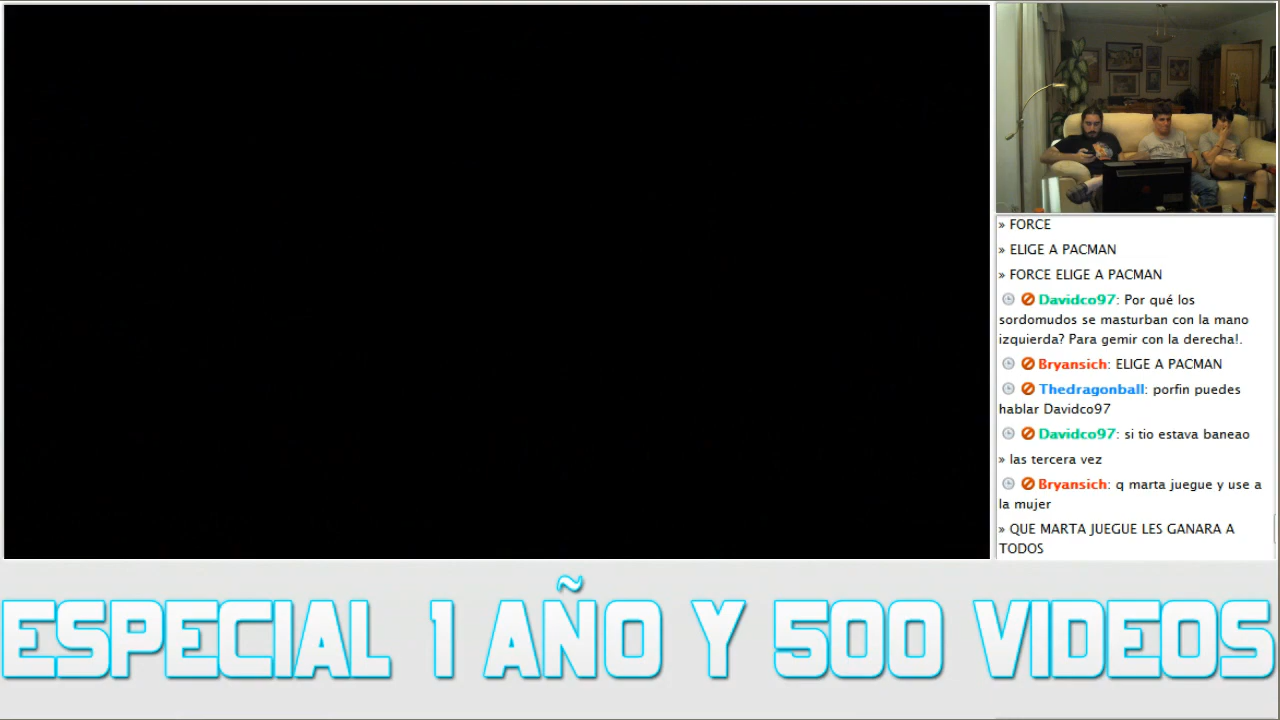 » FORCE
» ELIGE A PACMAN
» FORCE ELIGE A PACMAN
Davidco97: Por qué los
sordomudos se masturban con la mano
izquierda? Para gemir con la derecha!.
Bryansich: ELIGE A PACMAN
Thedragonball: porfin puedes
hablar Davidco97
Davidco97: si tio estava baneao
» las tercera vez
Bryansich: q marta juegue y use a
la mujer
» QUE MARTA JUEGUE LES GANARA A
TODOS
ESPECIAL 1 AÑO Y 500 VIDEOS